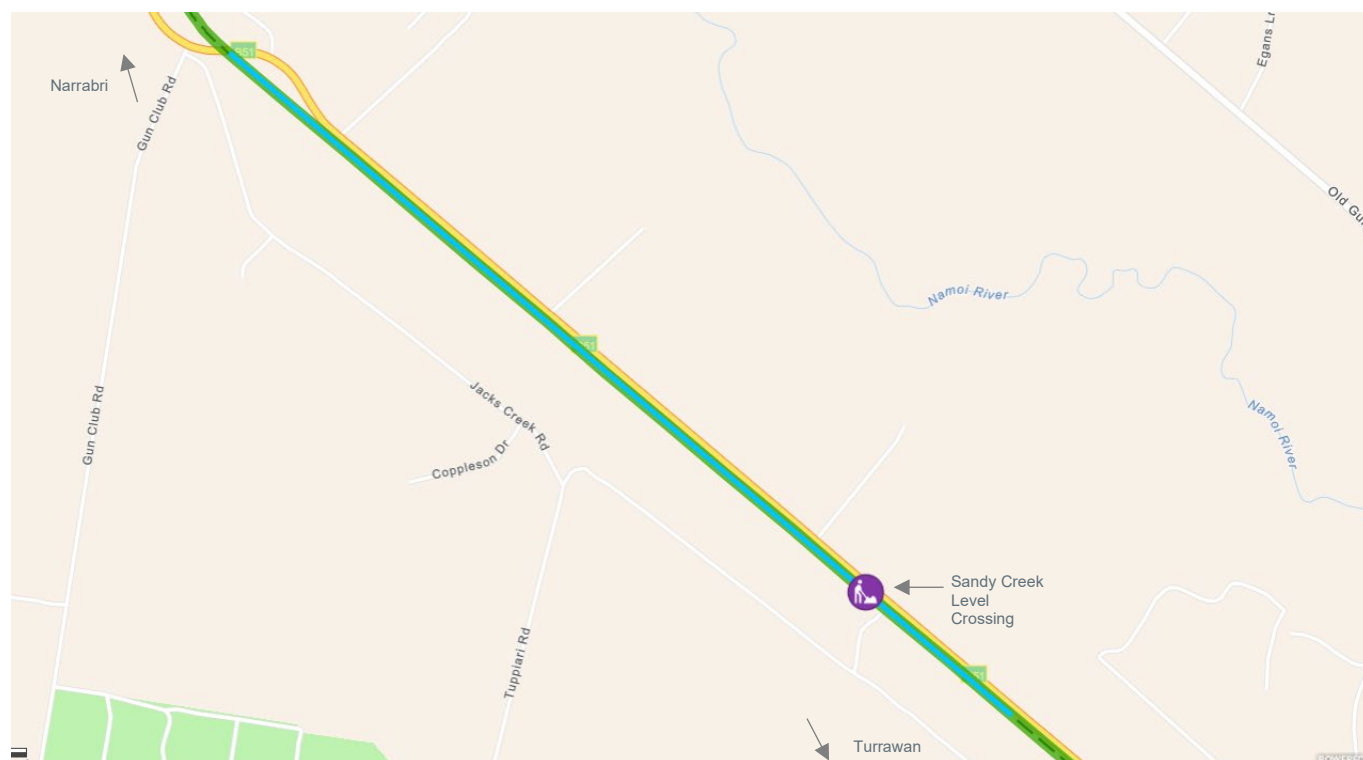 Egans Ln
B51
Narrabri
Gun Club Rd
Old Gu
Namoi River
B51
Jacks Creek Rd
Gun Club Rd
Namoi River
Coppleson Dr
Sandy Creek
Level
Crossing
Tuppiari Rd
B51
Turrawan